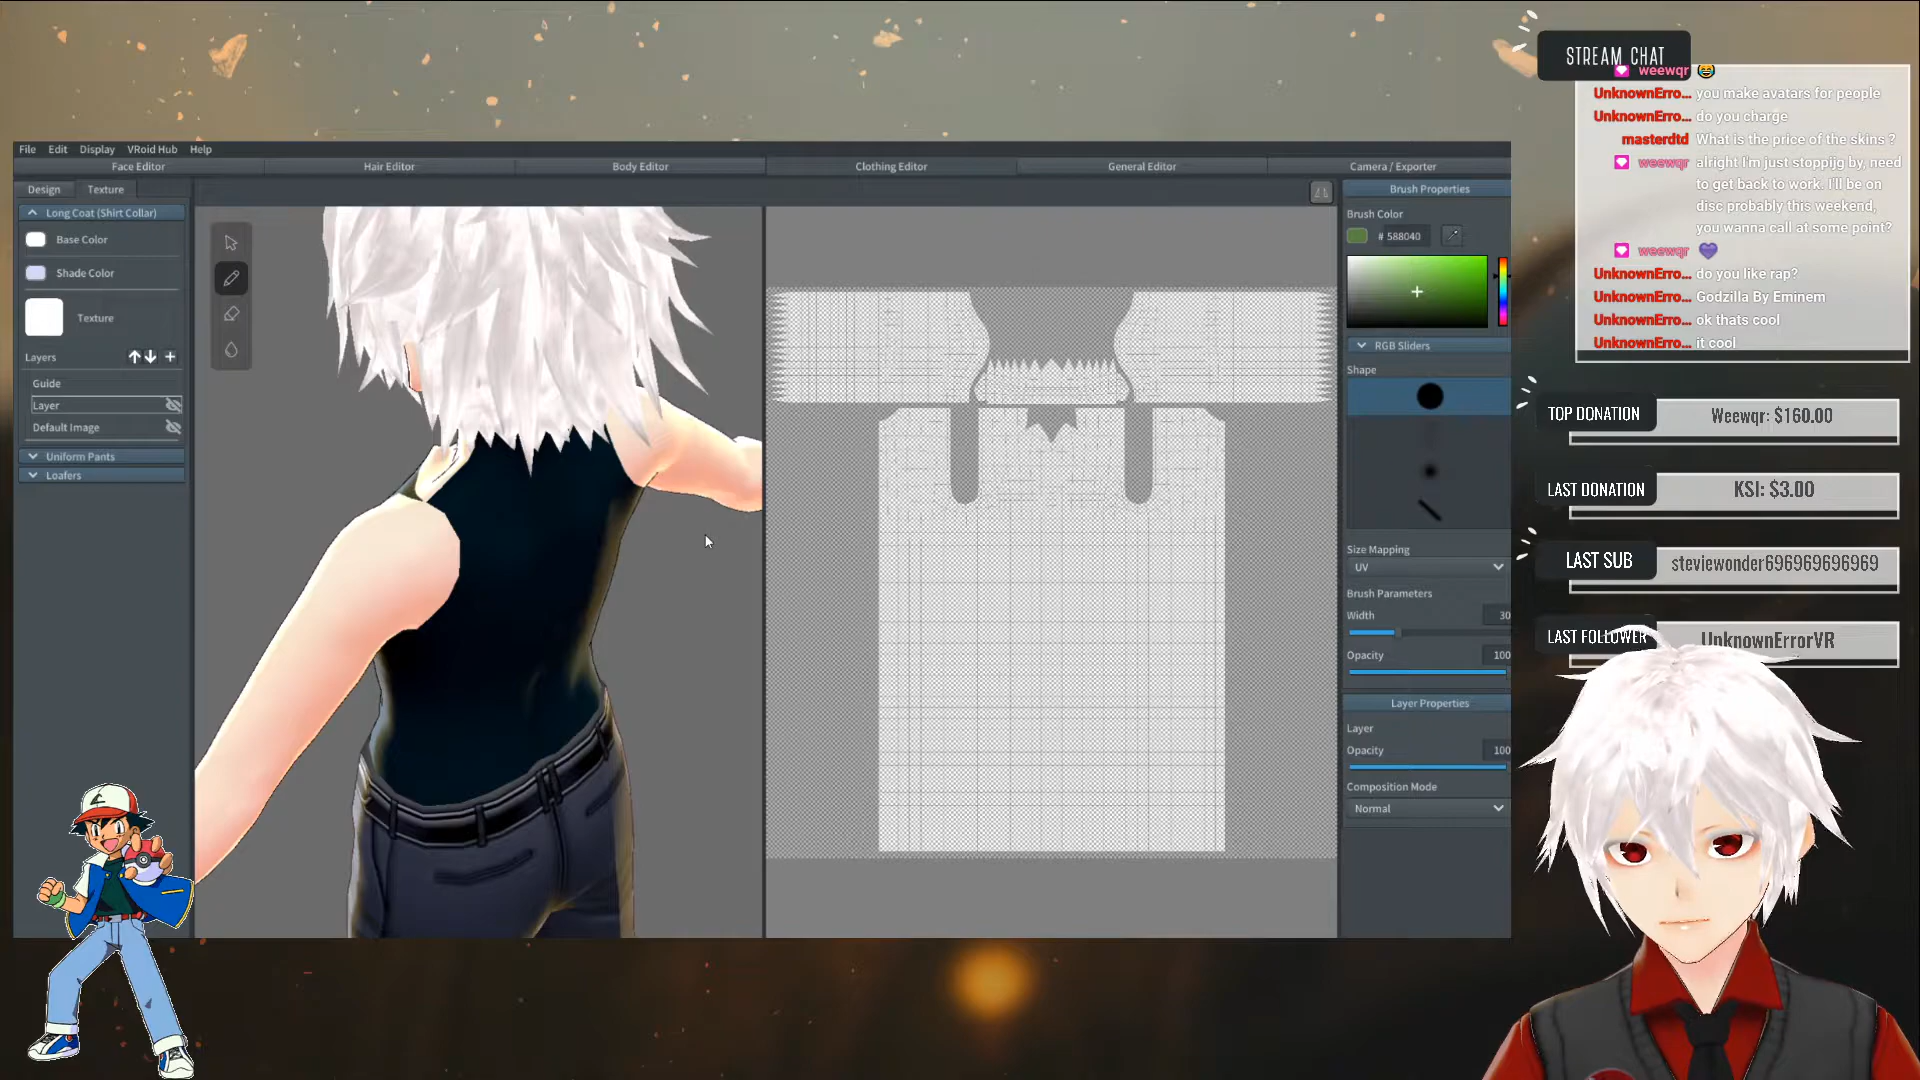 File Edit Display VRoid Hub Help
Face Editor Hair Editor Body Editor Clothing Editor General Editor Camera / Exporter
Design Texture
Long Coat (Shirt Collar)
Base Color
Shade Color
Texture
Layers
Guide
Layer
Default Image
Uniform Pants
Loafers
Brush Properties
Brush Color
# 588040
RGB Sliders
Shape
Size Mapping
UV
Brush Parameters
Width 30
Opacity 100
Layer Properties
Layer
Opacity 100
Composition Mode
Normal
STREAM CHAT
weewqr
UnknownErro... you make avatars for people
UnknownErro... do you charge
masterdtd What is the price of the skins ?
weewqr alright I'm just stoppijg by, need
to get back to work. I'll be on
disc probably this weekend,
you wanna call at some point?
weewqr
UnknownErro... do you like rap?
UnknownErro... Godzilla By Eminem
UnknownErro... ok thats cool
UnknownErro... it cool
TOP DONATION Weewqr: $160.00
LAST DONATION KSI: $3.00
LAST SUB steviewonder696969696969
LAST FOLLOWER UnknownErrorVR